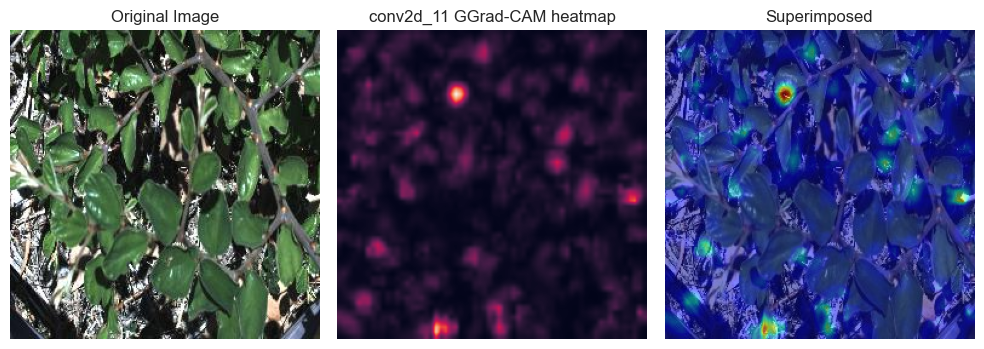 Original Image
conv2d_11 GGrad-CAM heatmap
Superimposed